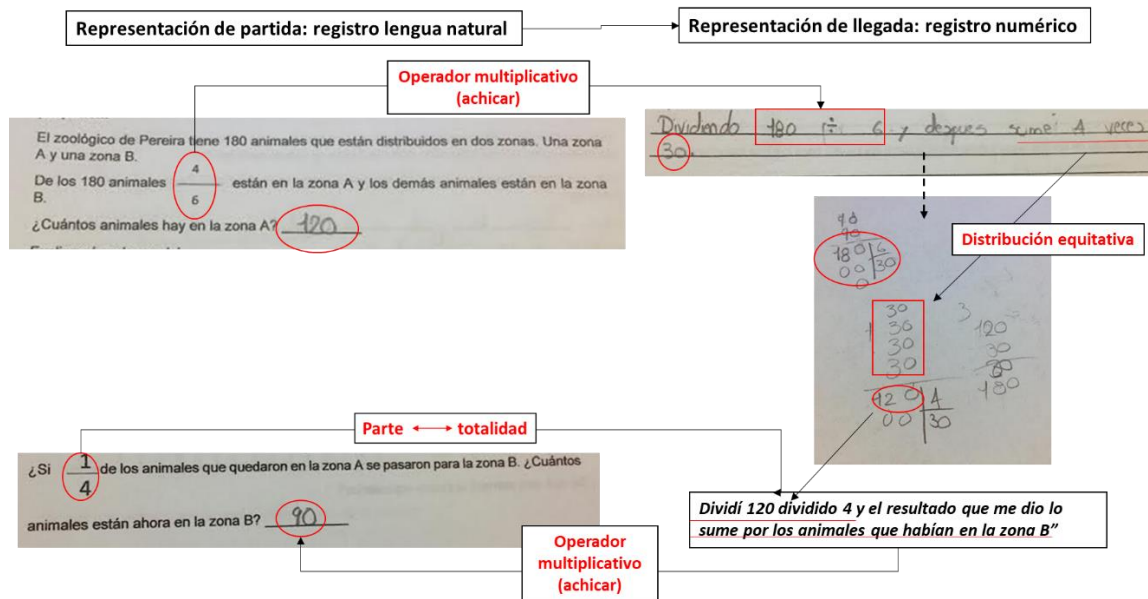 Representación de partida: registro lengua natural
Representación de llegada: registro numérico
Operador multiplicativo
(achicar)
El zoológico de Pereira tiene 180 animales que están distribuidos en dos zonas. Una zona
A y una zona B.
De los 180 animales 4/6 están en la zona A y los demás animales están en la zona
B.
¿Cuántos animales hay en la zona A? 120
Dividendo 180 ÷ 6 y despues sume 4 veces
30.
Distribución equitativa
90
180 | 6
00 | 30
0
30
30
30
30
120 | 4
00 | 30
120
30
30
180
Parte ⟷ totalidad
¿Si 1/4 de los animales que quedaron en la zona A se pasaron para la zona B. ¿Cuántos
animales están ahora en la zona B? 90
Dividí 120 dividido 4 y el resultado que me dio lo
sume por los animales que habían en la zona B”
Operador
multiplicativo
(achicar)